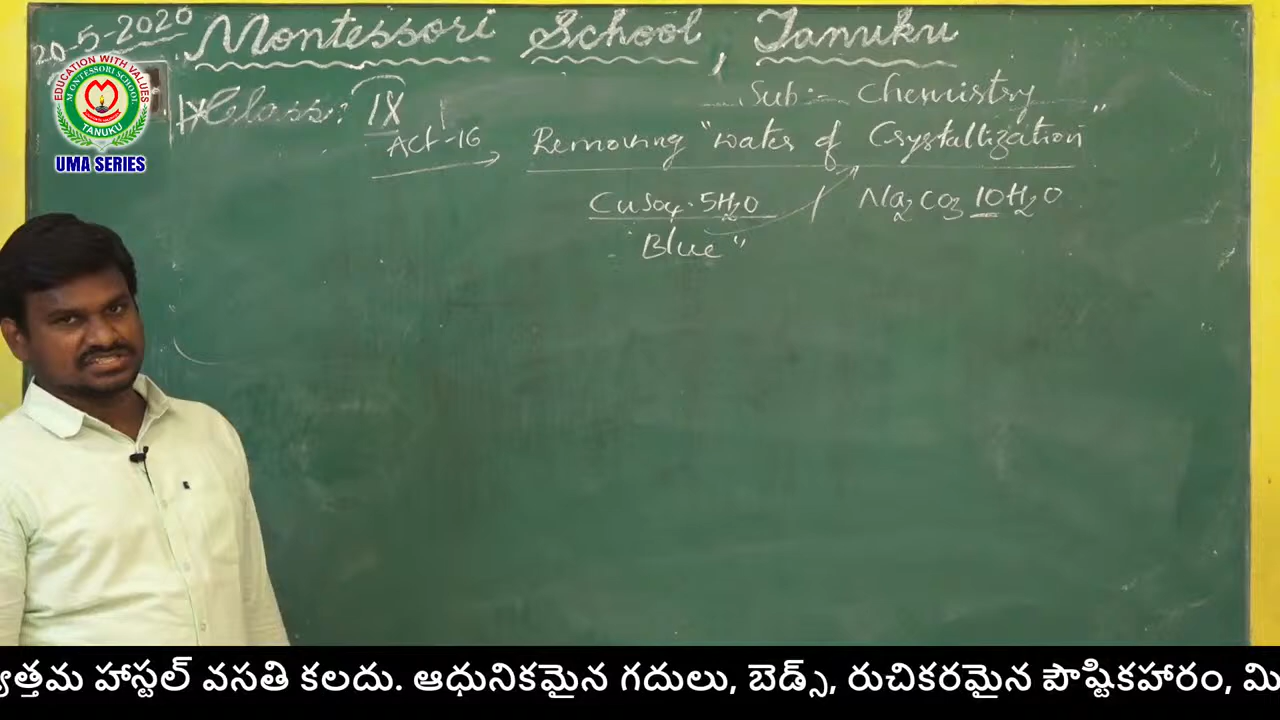 20-5-2020
Montessori School, Tanuku
EDUCATION WITH VALUES
MONTESSORI SCHOOL
TANUKU
UMA SERIES
Class: IX
Sub:- Chemistry
Act-16 → Removing "water of Crystallization"
CuSo4·5H2O / Na2CO3 10H2O
"Blue"
హాస్టల్ వసతి కలదు. ఆధునికమైన గదులు, బెడ్స్, రుచికరమైన పౌష్టికహారం,